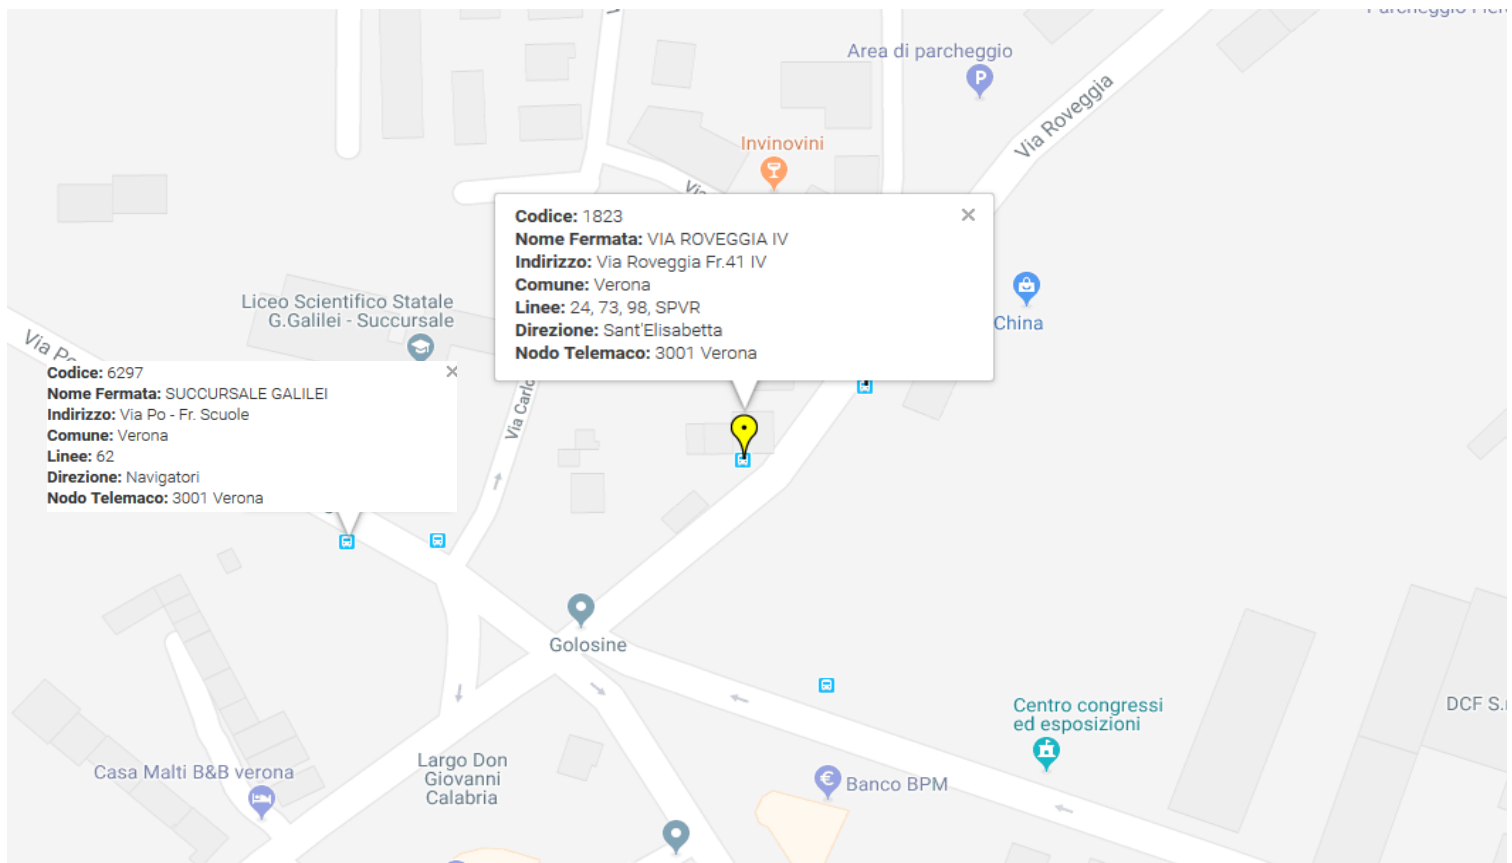 Area di parcheggio
P
Via Roveggia
Invinovini
Codice: 1823
Nome Fermata: VIA ROVEGGIA IV
Indirizzo: Via Roveggia Fr.41 IV
Comune: Verona
Linee: 24, 73, 98, SPVR
Direzione: Sant'Elisabetta
Nodo Telemaco: 3001 Verona
Liceo Scientifico Statale
G.Galilei - Succursale
China
Via
Codice: 6297
Nome Fermata: SUCCURSALE GALILEI
Indirizzo: Via Po - Fr. Scuole
Comune: Verona
Linee: 62
Direzione: Navigatori
Nodo Telemaco: 3001 Verona
Via Carlo
Golosine
Centro congressi
ed esposizioni
DCF
Largo Don
Giovanni
Calabria
Casa Malti B&B verona
€
Banco BPM